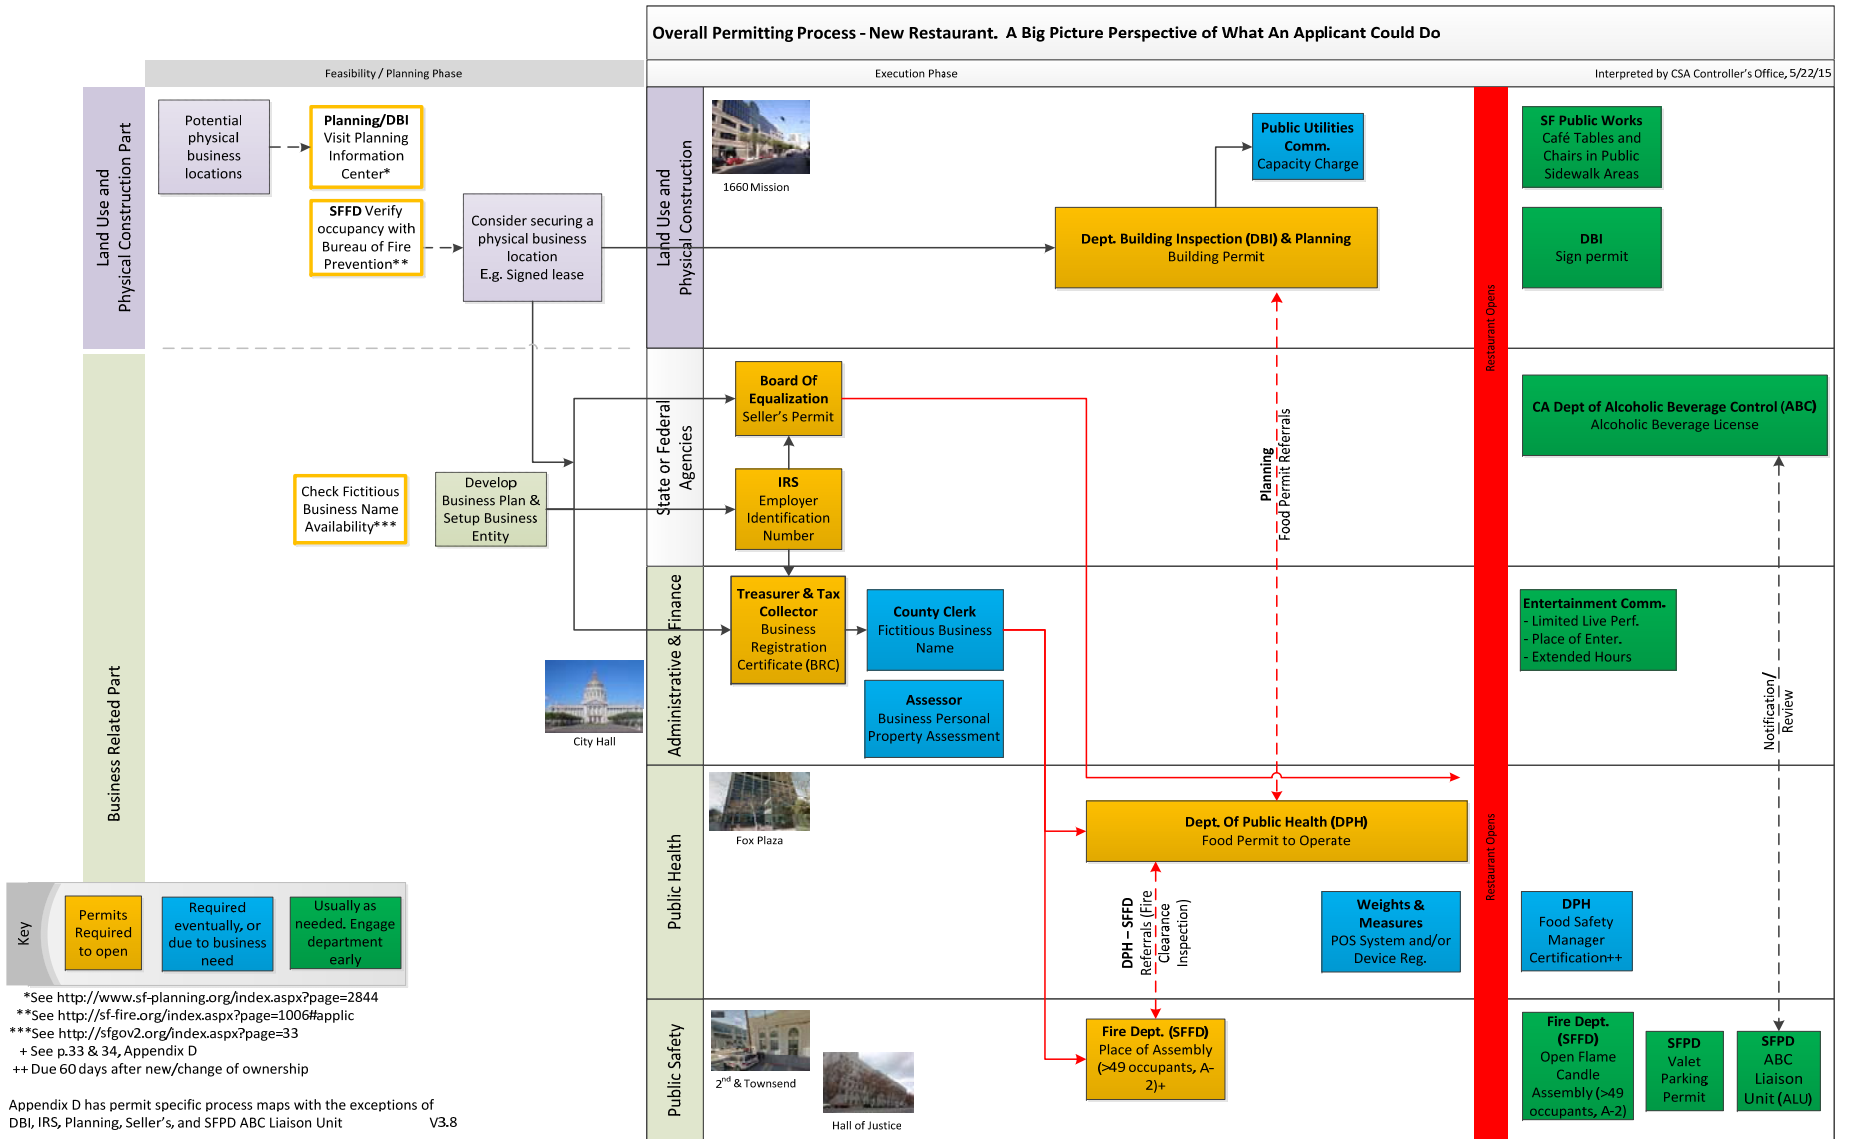 Overall Permitting Process - New Restaurant. A Big Picture Perspective of What An Applicant Could Do
Feasibility / Planning Phase
Execution Phase
Interpreted by CSA Controller's Office, 5/22/15
Land Use and
Physical Construction Part
Potential
physical
business
locations
Planning/DBI
Visit Planning
Information
Center*
SFFD Verify
occupancy with
Bureau of Fire
Prevention**
Consider securing a
physical business
location
E.g. Signed lease
Land Use and
Physical Construction
1660 Mission
Public Utilities
Comm.
Capacity Charge
Dept. Building Inspection (DBI) & Planning
Building Permit
Restaurant Opens
SF Public Works
Café Tables and
Chairs in Public
Sidewalk Areas
DBI
Sign permit
Business Related Part
Check Fictitious
Business Name
Availability***
Develop
Business Plan &
Setup Business
Entity
State or Federal
Agencies
Board Of
Equalization
Seller's Permit
IRS
Employer
Identification
Number
Planning
Food Permit Referrals
CA Dept of Alcoholic Beverage Control (ABC)
Alcoholic Beverage License
City Hall
Administrative & Finance
Treasurer & Tax
Collector
Business
Registration
Certificate (BRC)
County Clerk
Fictitious Business
Name
Assessor
Business Personal
Property Assessment
Entertainment Comm.
- Limited Live Perf.
- Place of Enter.
- Extended Hours
Notification/
Review
Public Health
Fox Plaza
Dept. Of Public Health (DPH)
Food Permit to Operate
DPH – SFFD
Referrals (Fire
Clearance
Inspection)
Weights &
Measures
POS System and/or
Device Reg.
Restaurant Opens
DPH
Food Safety
Manager
Certification++
Public Safety
2nd & Townsend
Hall of Justice
Fire Dept. (SFFD)
Place of Assembly
(>49 occupants, A-
2)+
Fire Dept.
(SFFD)
Open Flame
Candle
Assembly (>49
occupants, A-2)
SFPD
Valet
Parking
Permit
SFPD
ABC
Liaison
Unit (ALU)
Key
Permits
Required
to open
Required
eventually, or
due to business
need
Usually as
needed. Engage
department
early
*See http://www.sf-planning.org/index.aspx?page=2844
**See http://sf-fire.org/index.aspx?page=1006#applic
***See http://sfgov2.org/index.aspx?page=33
+ See p.33 & 34, Appendix D
++ Due 60 days after new/change of ownership
Appendix D has permit specific process maps with the exceptions of
DBI, IRS, Planning, Seller's, and SFPD ABC Liaison Unit V3.8